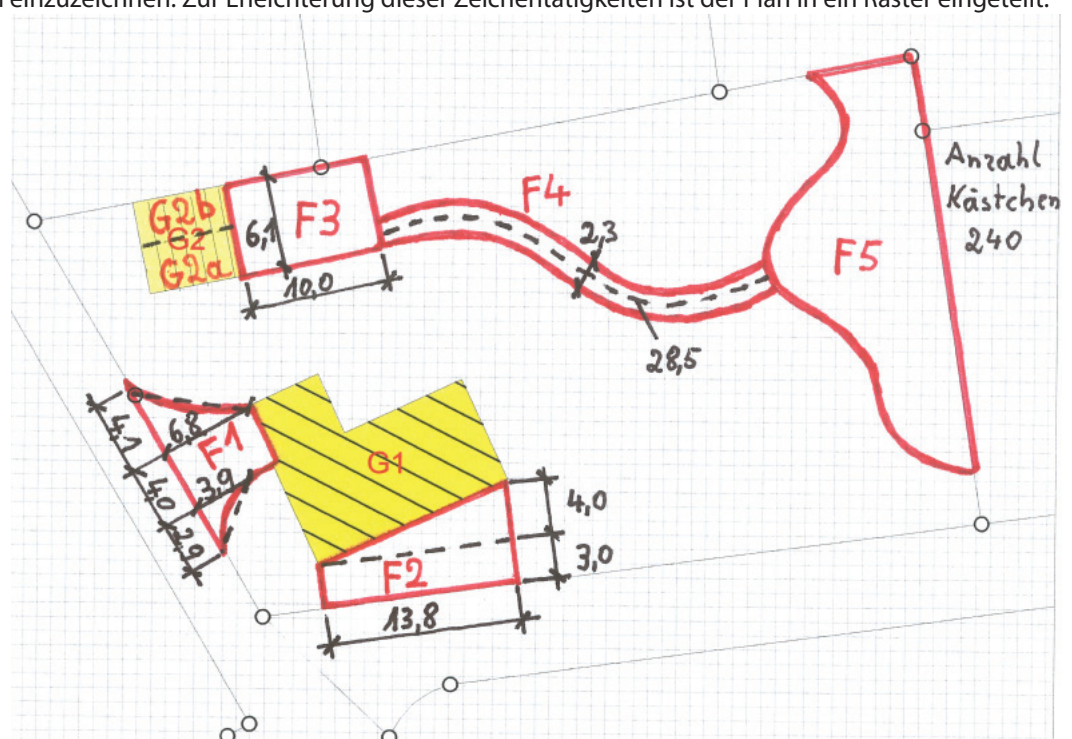 einzuzeichnen. Zur Erleichterung dieser Zeichentätigkeiten ist der Plan in ein Raster eingeteilt.
Anzahl
Kästchen
240
F5
F4
2,3
28,5
G2b
G2
G2a
6,1
F3
10,0
4,1
6,8
F1
4,0
3,9
2,9
G1
4,0
3,0
F2
13,8